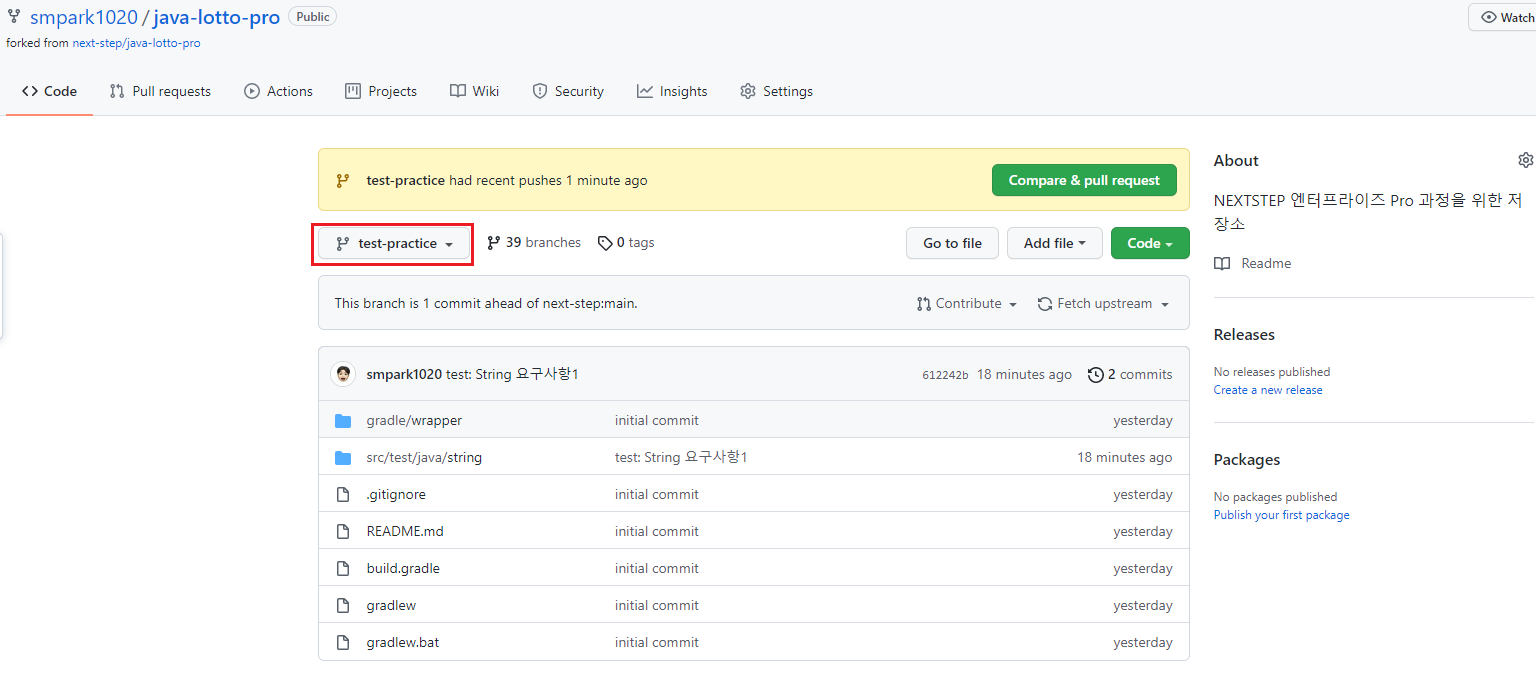 smpark1020 / java-lotto-pro Public
Watch
forked from next-step/java-lotto-pro
Code Pull requests Actions Projects Wiki Security Insights Settings
test-practice had recent pushes 1 minute ago Compare & pull request
test-practice 39 branches 0 tags Go to file Add file Code
This branch is 1 commit ahead of next-step:main. Contribute Fetch upstream
smpark1020 test: String 요구사항1 612242b 18 minutes ago 2 commits
gradle/wrapper initial commit yesterday
src/test/java/string test: String 요구사항1 18 minutes ago
.gitignore initial commit yesterday
README.md initial commit yesterday
build.gradle initial commit yesterday
gradlew initial commit yesterday
gradlew.bat initial commit yesterday
About
NEXTSTEP 엔터프라이즈 Pro 과정을 위한 저
장소
Readme
Releases
No releases published
Create a new release
Packages
No packages published
Publish your first package